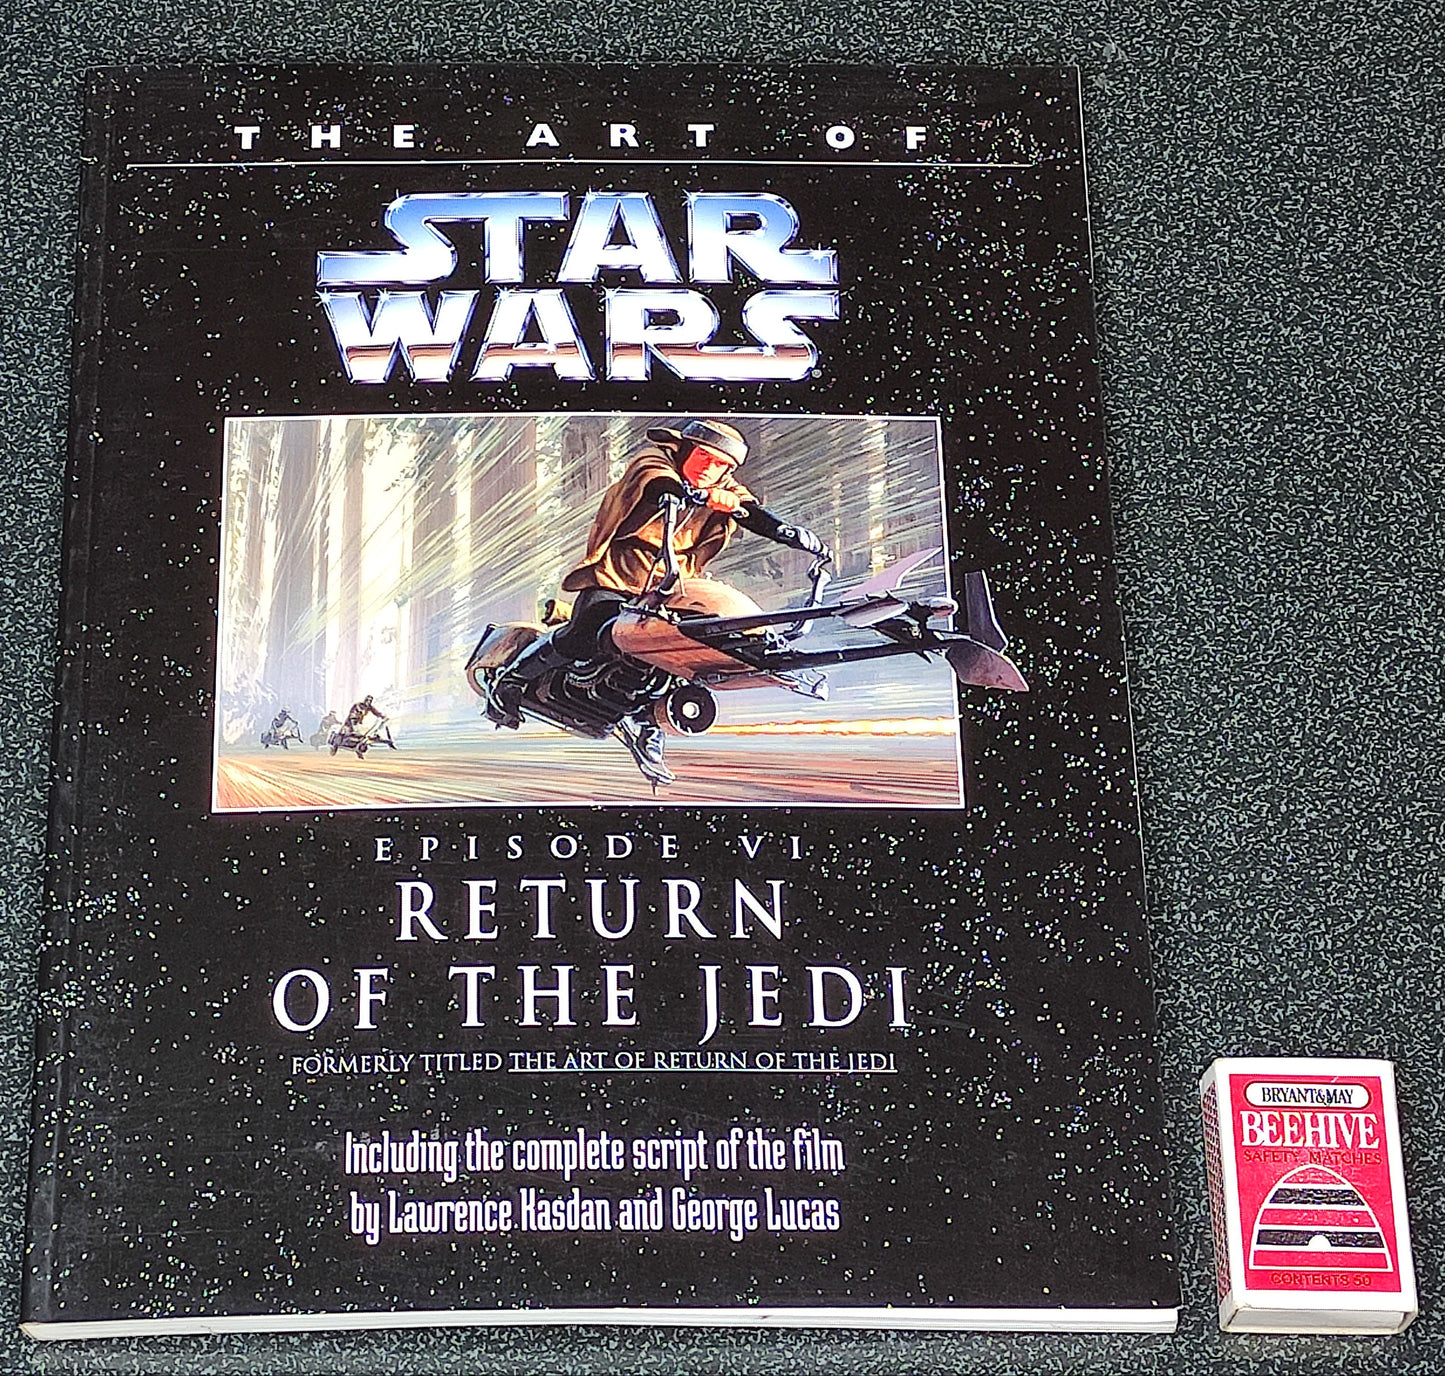 THE ART OF
STAR
WARS
EPISODE VI
RETURN
OF THE JEDI
FORMERLY TITLED THE ART OF RETURN OF THE JEDI
Including the complete script of the film
by Lawrence Kasdan and George Lucas
BRYANT&MAY
BEEHIVE
SAFETY MATCHES
CONTENTS 50